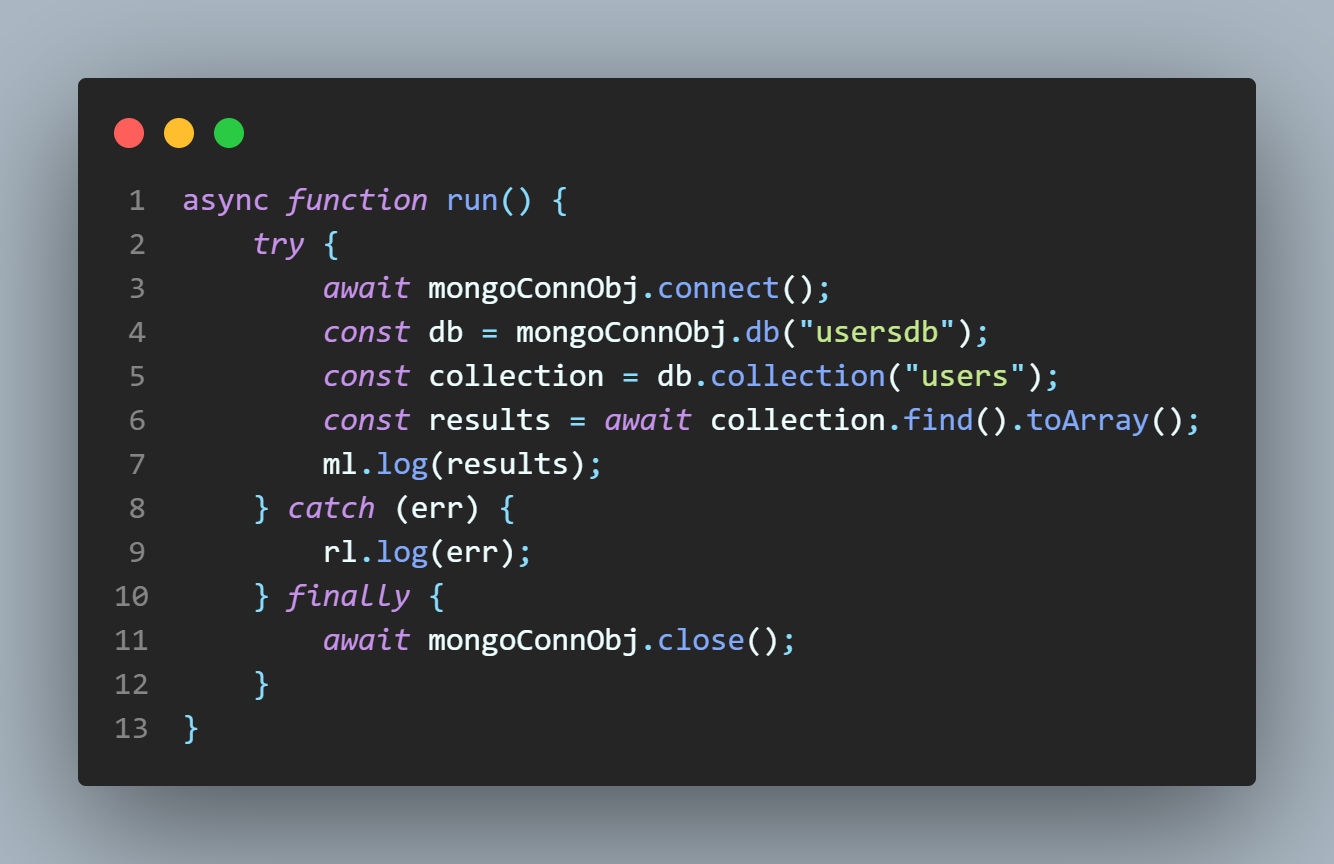 1 async function run() {
2     try {
3         await mongoConnObj.connect();
4         const db = mongoConnObj.db("usersdb");
5         const collection = db.collection("users");
6         const results = await collection.find().toArray();
7         ml.log(results);
8     } catch (err) {
9         rl.log(err);
10     } finally {
11         await mongoConnObj.close();
12     }
13 }